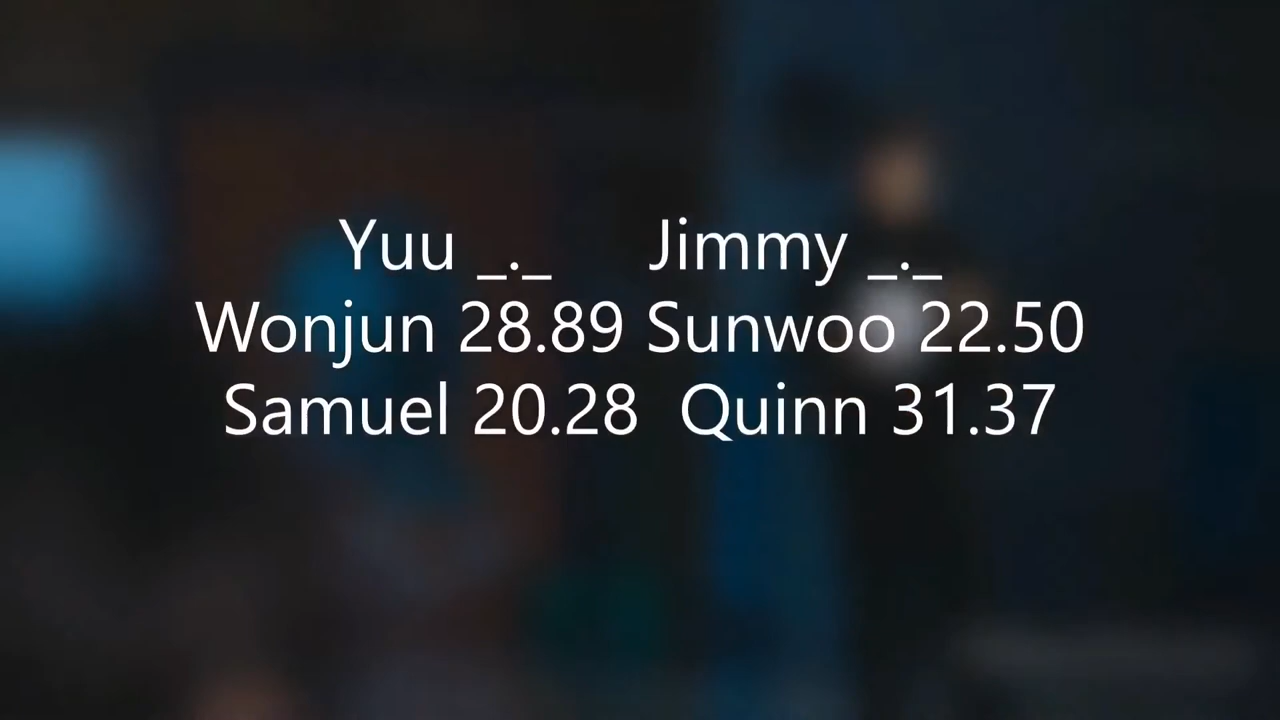 Yuu _._ Jimmy _._
Wonjun 28.89 Sunwoo 22.50
Samuel 20.28 Quinn 31.37